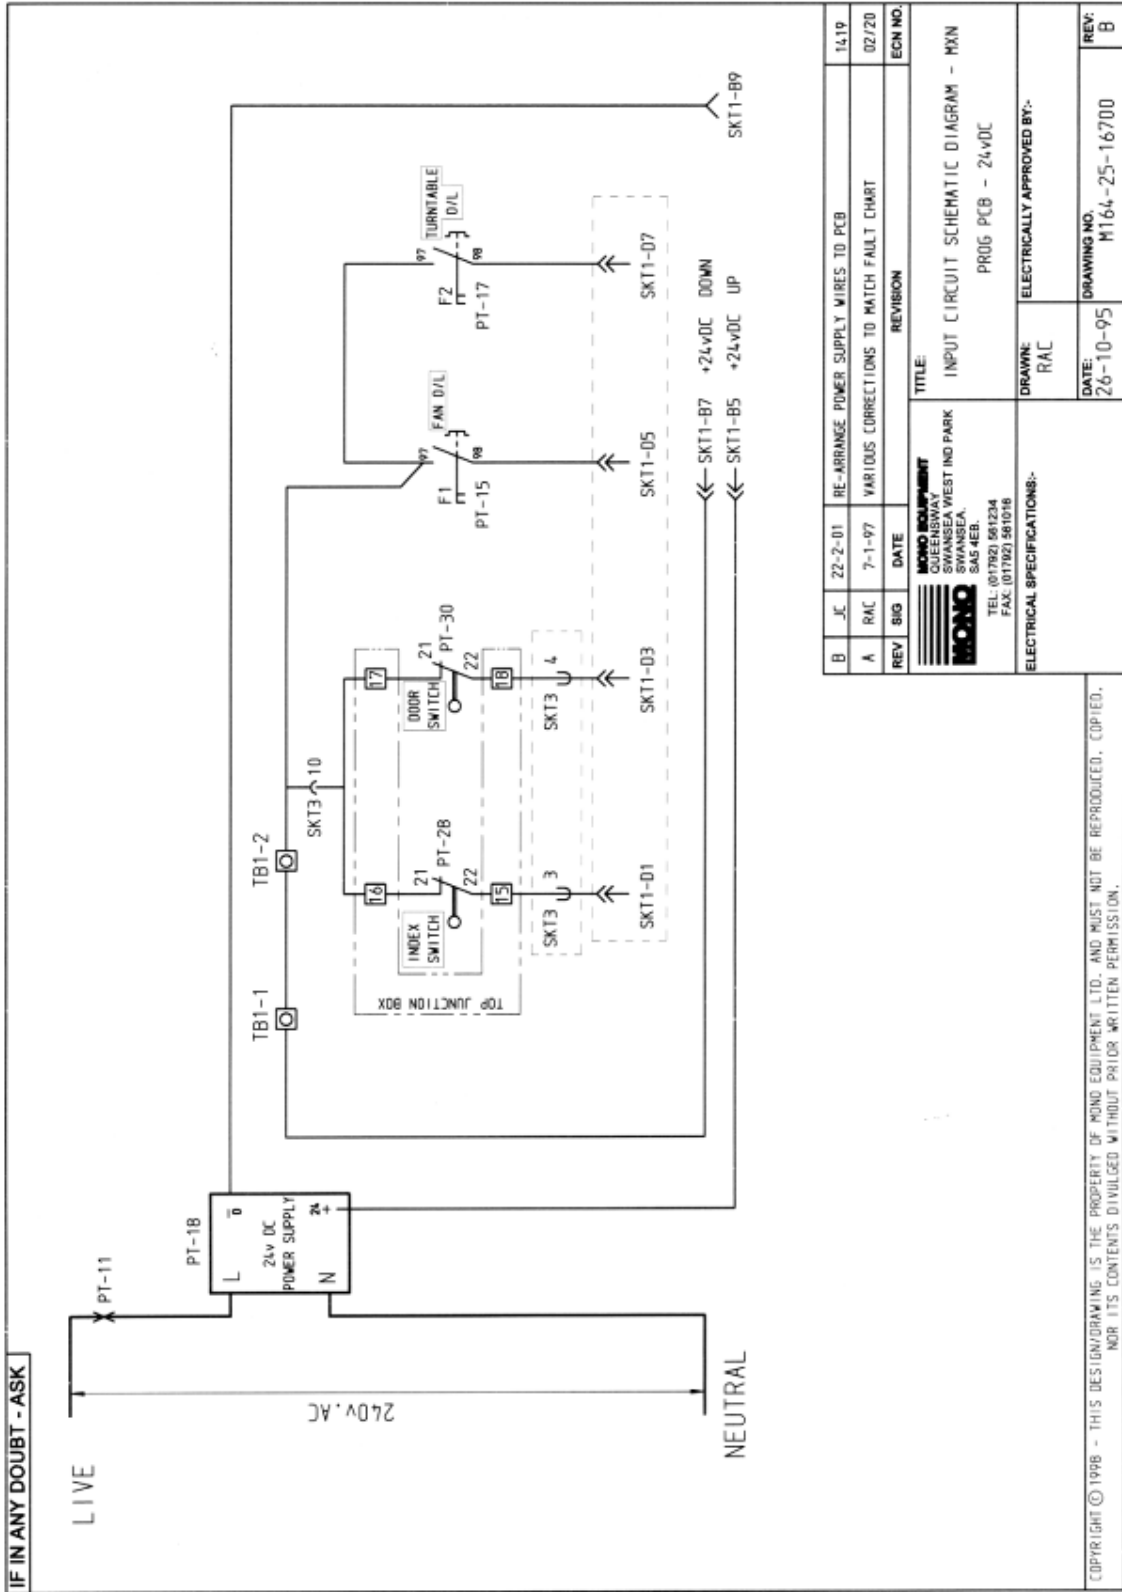 IF IN ANY DOUBT - ASK
LIVE
PT-11
240v.AC
NEUTRAL
PT-18
L
0
-
24v DC
POWER SUPPLY
N
24
+
TB1-1
TB1-2
SKT3
10
TOP JUNCTION BOX
16
INDEX
SWITCH
21
PT-28
22
15
SKT3
3
SKT1-D1
17
DOOR
SWITCH
21
PT-30
22
18
SKT3
4
SKT1-D3
FAN O/L
97
F1
98
PT-15
SKT1-D5
TURNTABLE
O/L
97
F2
98
PT-17
SKT1-D7
SKT1-B9
SKT1-B7 +24vDC DOWN
SKT1-B5 +24vDC UP
B JC 22-2-01 RE-ARRANGE POWER SUPPLY WIRES TO PCB 1419
A RAC 7-1-97 VARIOUS CORRECTIONS TO MATCH FAULT CHART 02/20
REV SIG DATE REVISION ECN NO.
MONO
MONO EQUIPMENT
QUEENSWAY
SWANSEA WEST IND PARK
SWANSEA.
SA5 4EB.
TEL: (01792) 561234
FAX: (01792) 561016
TITLE:
INPUT CIRCUIT SCHEMATIC DIAGRAM - MXN
PROG PCB - 24vDC
ELECTRICAL SPECIFICATIONS:-
DRAWN:
RAC
ELECTRICALLY APPROVED BY:-
DATE:
26-10-95
DRAWING NO.
M164-25-16700
REV:
B
COPYRIGHT © 1998 - THIS DESIGN/DRAWING IS THE PROPERTY OF MONO EQUIPMENT LTD. AND MUST NOT BE REPRODUCED, COPIED,
NOR ITS CONTENTS DIVULGED WITHOUT PRIOR WRITTEN PERMISSION.